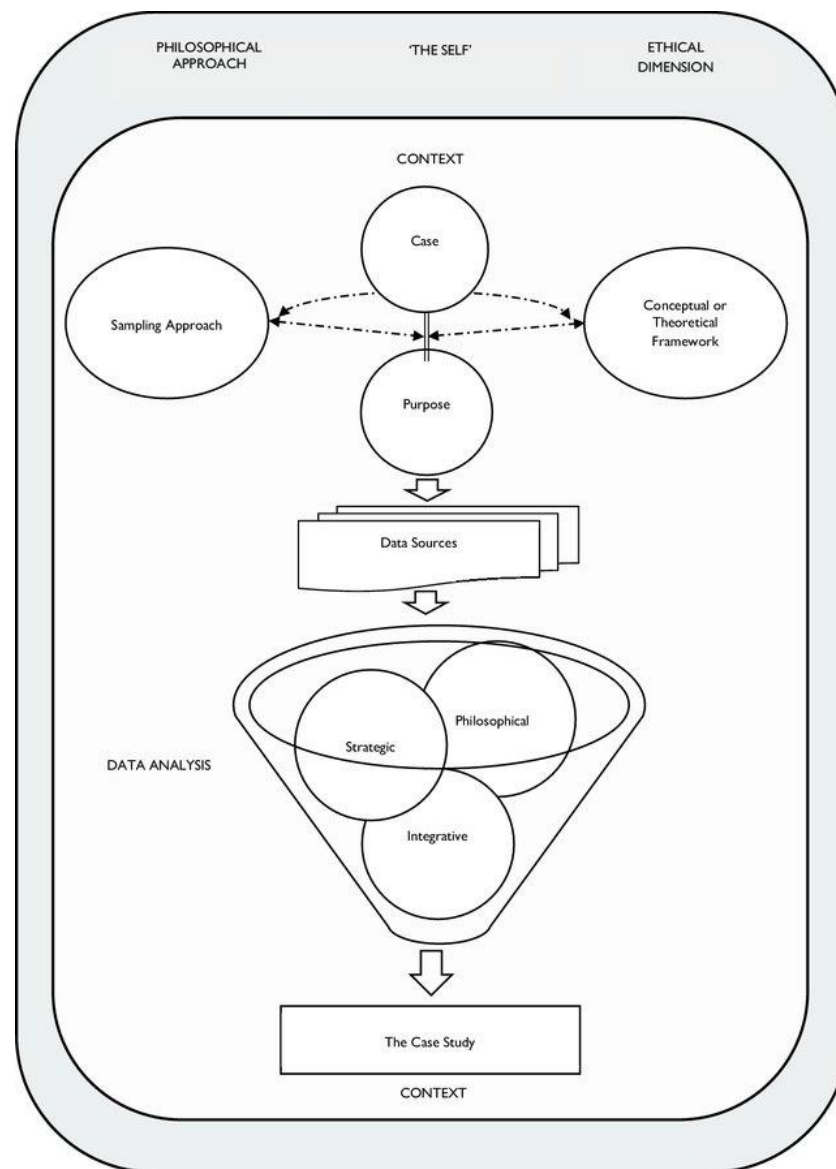 PHILOSOPHICAL
APPROACH
'THE SELF'
ETHICAL
DIMENSION
CONTEXT
Case
Sampling Approach
Conceptual or
Theoretical
Framework
Purpose
Data Sources
Philosophical
Strategic
DATA ANALYSIS
Integrative
The Case Study
CONTEXT